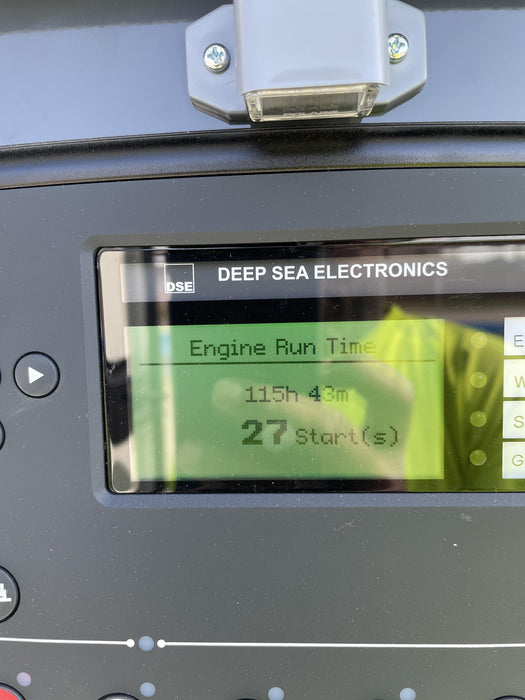 DSE
DEEP SEA ELECTRONICS
Engine Run Time
115h 43m
27 Start(s)
E
W
S
G